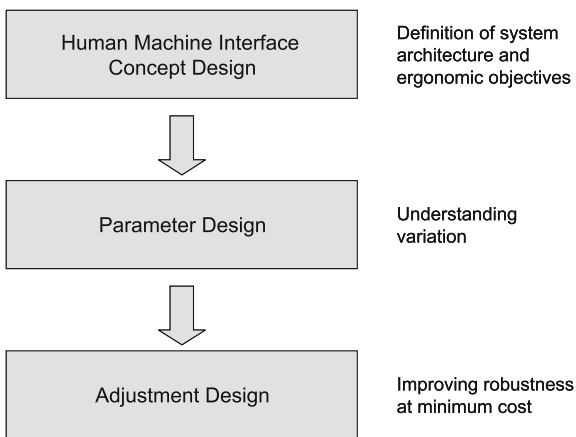 Human Machine Interface
Concept Design
Definition of system
architecture and
ergonomic objectives
Parameter Design
Understanding
variation
Adjustment Design
Improving robustness
at minimum cost